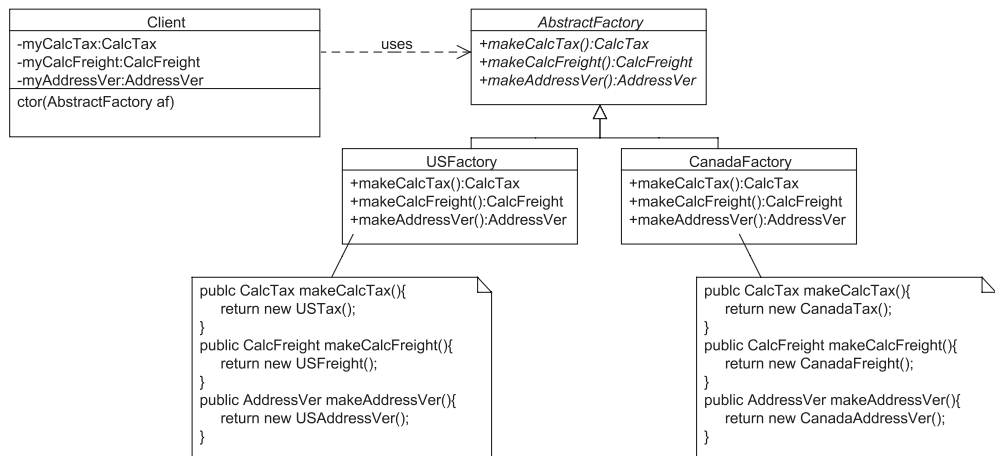 Client
-myCalcTax:CalcTax
-myCalcFreight:CalcFreight
-myAddressVer:AddressVer
ctor(AbstractFactory af)
uses
AbstractFactory
+makeCalcTax():CalcTax
+makeCalcFreight():CalcFreight
+makeAddressVer():AddressVer
USFactory
+makeCalcTax():CalcTax
+makeCalcFreight():CalcFreight
+makeAddressVer():AddressVer
CanadaFactory
+makeCalcTax():CalcTax
+makeCalcFreight():CalcFreight
+makeAddressVer():AddressVer
publc CalcTax makeCalcTax(){
return new USTax();
}
public CalcFreight makeCalcFreight(){
return new USFreight();
}
public AddressVer makeAddressVer(){
return new USAddressVer();
}
publc CalcTax makeCalcTax(){
return new CanadaTax();
}
public CalcFreight makeCalcFreight(){
return new CanadaFreight();
}
public AddressVer makeAddressVer(){
return new CanadaAddressVer();
}